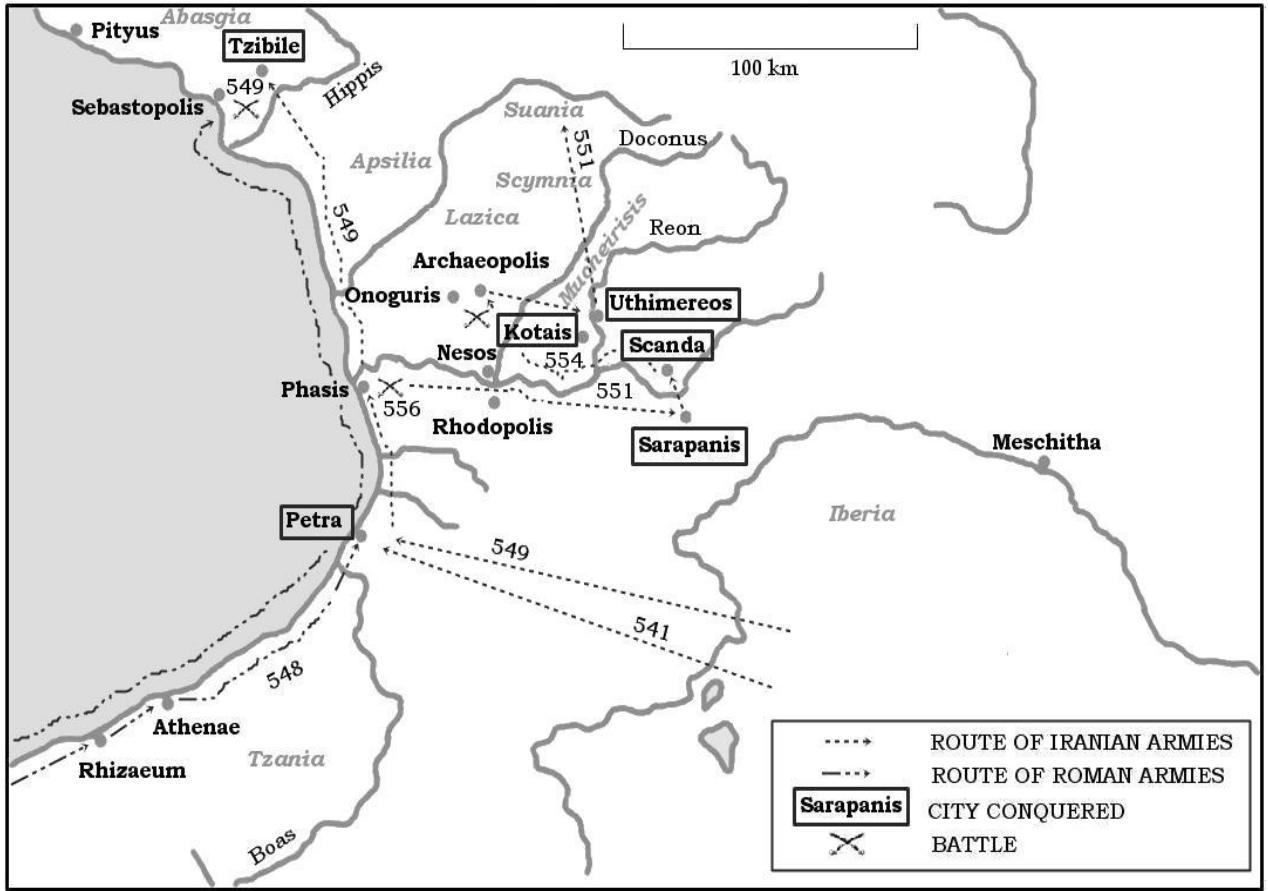 Abasgia
Pityus
Tzibile
549
Hippis
Sebastopolis
100 km
Suania
551
Doconus
Apsilia
Scymnia
Lazica
549
Mucheirisis
Reon
Archaeopolis
Onoguris
Uthimereos
Kotais
Scanda
Nesos
554
Phasis
556
551
Rhodopolis
Sarapanis
Meschitha
Petra
Iberia
549
541
548
Athenae
Rhizaeum
Tzania
Boas
ROUTE OF IRANIAN ARMIES
ROUTE OF ROMAN ARMIES
Sarapanis CITY CONQUERED
BATTLE